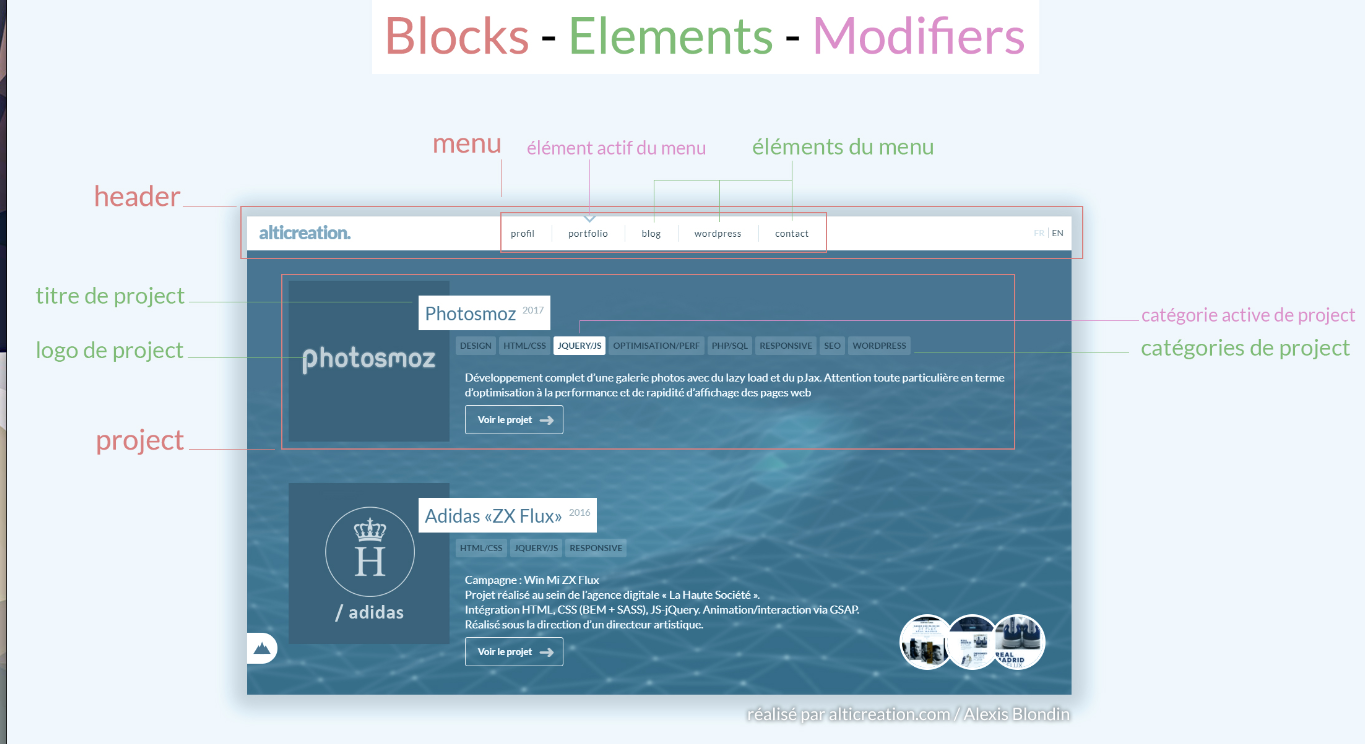 Blocks - Elements - Modifiers
menu
élément actif du menu
éléments du menu
header
alticreation.
profil
portfolio
blog
wordpress
contact
FR
EN
titre de project
Photosmoz 2017
catégorie active de project
logo de project
photosmoz
DESIGN
HTML/CSS
JQUERY/JS
OPTIMISATION/PERF
PHP/SQL
RESPONSIVE
SEO
WORDPRESS
catégories de project
Développement complet d'une galerie photos avec du lazy load et du pJax. Attention toute particulière en terme
d'optimisation à la performance et de rapidité d'affichage des pages web
Voir le projet
project
Adidas «ZX Flux» 2016
H
/ adidas
HTML/CSS
JQUERY/JS
RESPONSIVE
Campagne : Win Mi ZX Flux
Projet réalisé au sein de l'agence digitale « La Haute Société ».
Intégration HTML, CSS (BEM + SASS), JS-jQuery. Animation/interaction via GSAP.
Réalisé sous la direction d'un directeur artistique.
Voir le projet
REAL
MADRID
réalisé par alticreation.com / Alexis Blondin